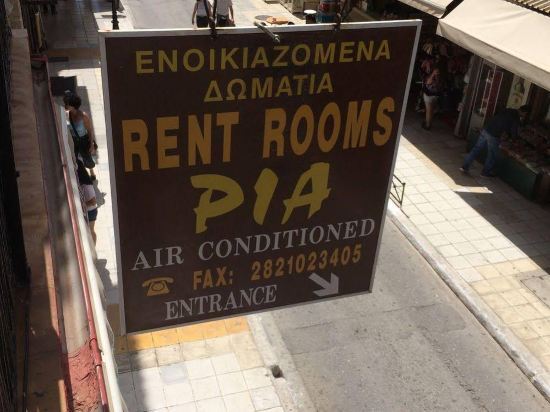 ΕΝΟΙΚΙΑΖΟΜΕΝΑ
ΔΩΜΑΤΙΑ
RENT ROOMS
PIA
AIR CONDITIONED
☎ FAX: 2821023405
ENTRANCE ↘